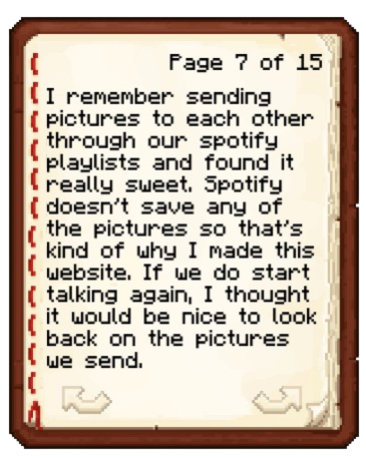 Page 7 of 15
I remember sending
pictures to each other
through our spotify
playlists and found it
really sweet. Spotify
doesn't save any of
the pictures so that's
kind of why I made this
website. If we do start
talking again, I thought
it would be nice to look
back on the pictures
we send.